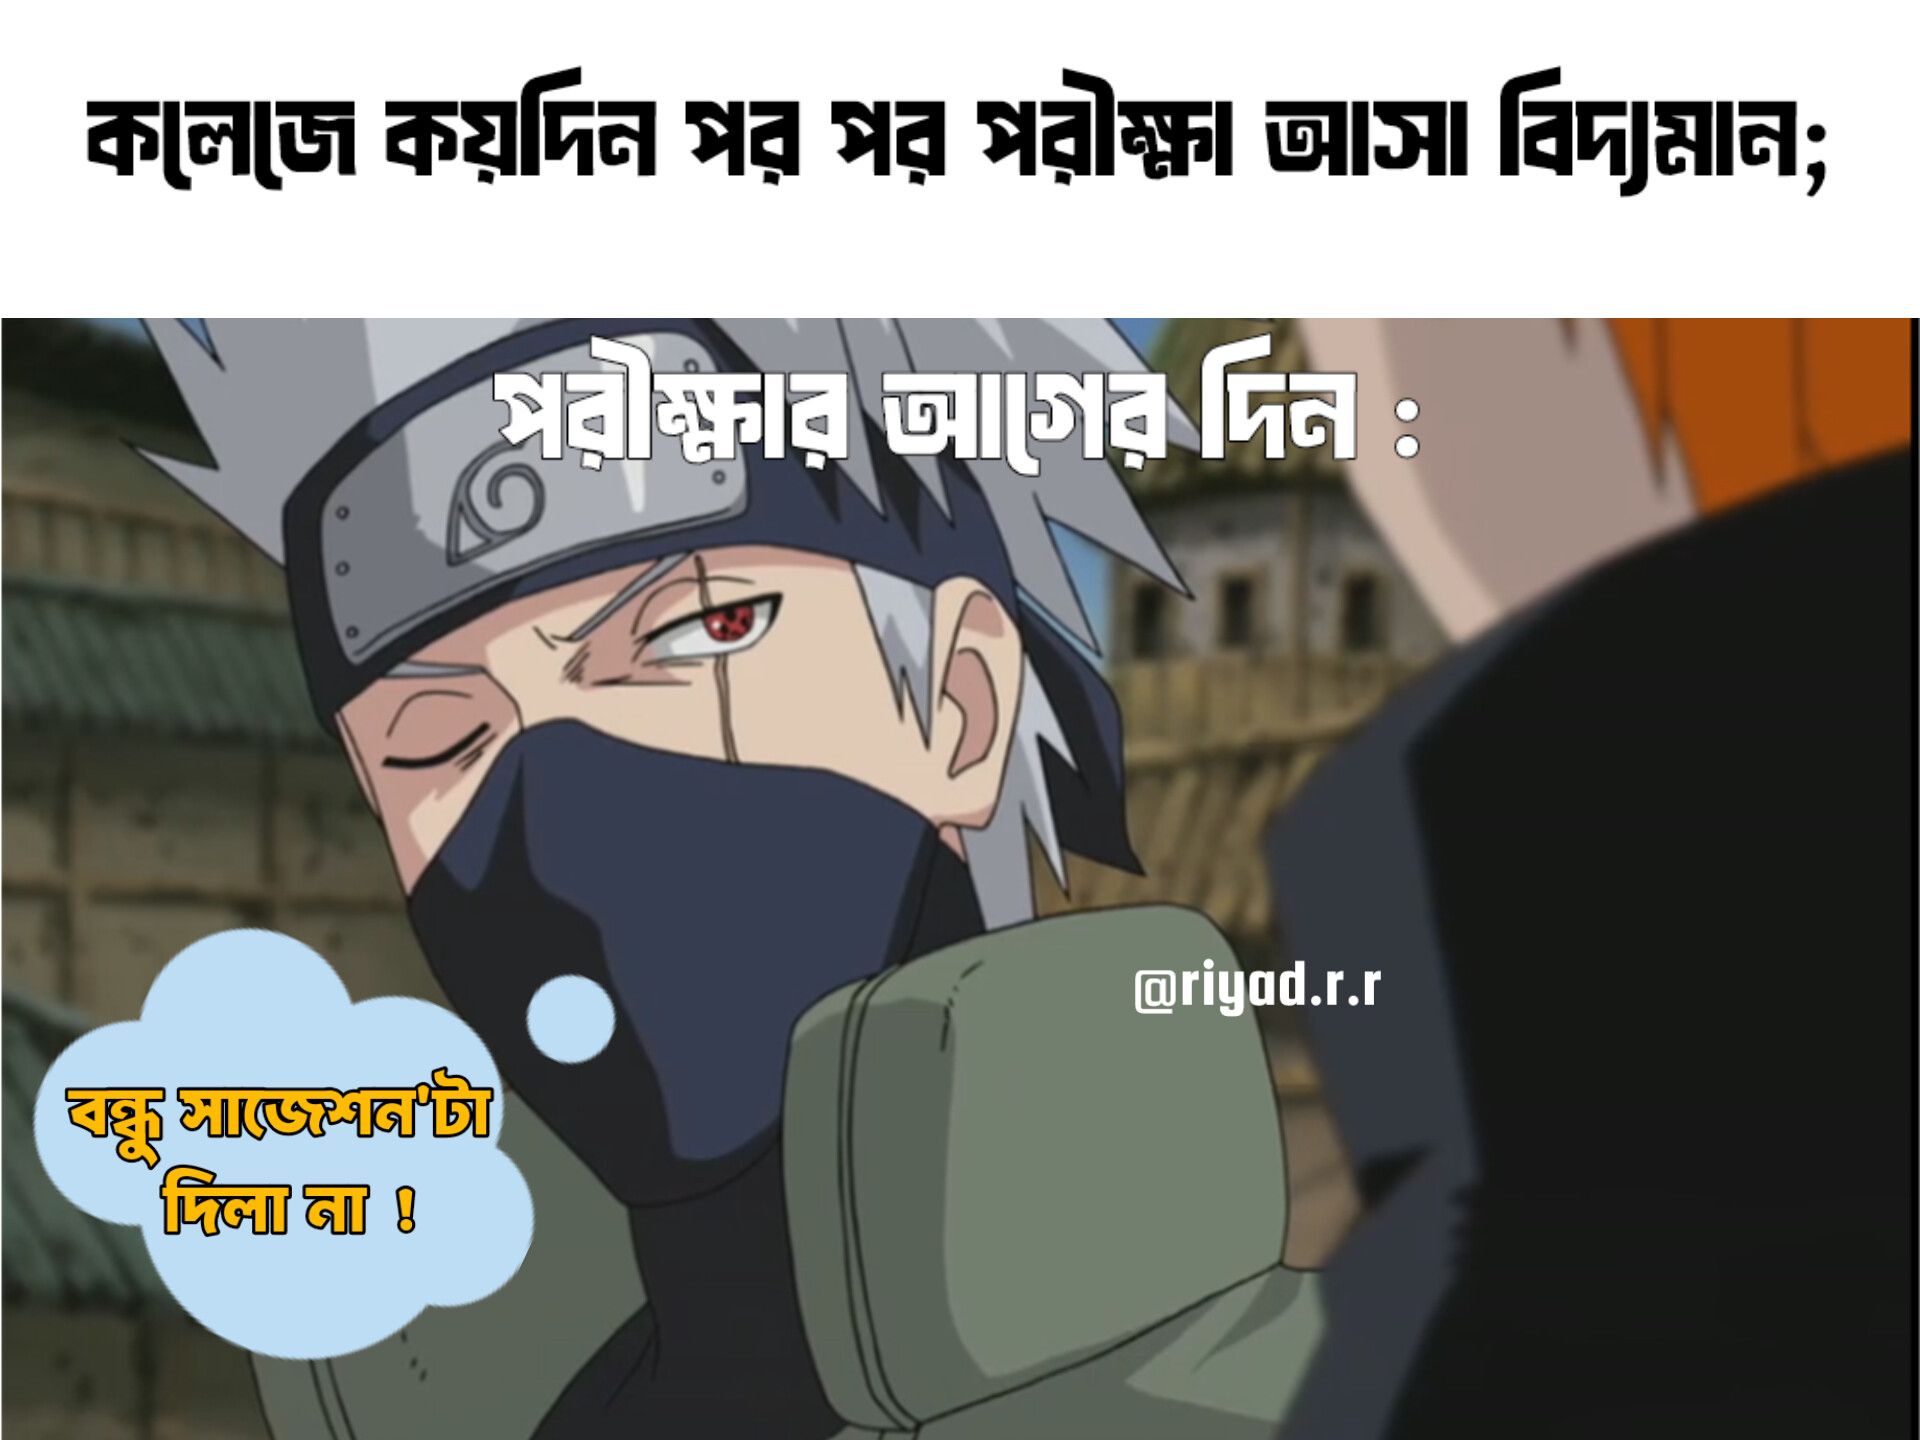 কলেজে কয়দিন পর পর পরীক্ষা আসা বিদ্যমান;
পরীক্ষার আগের দিন :
@riyad.r.r
বন্ধু সাজেশন'টা
দিলা না !